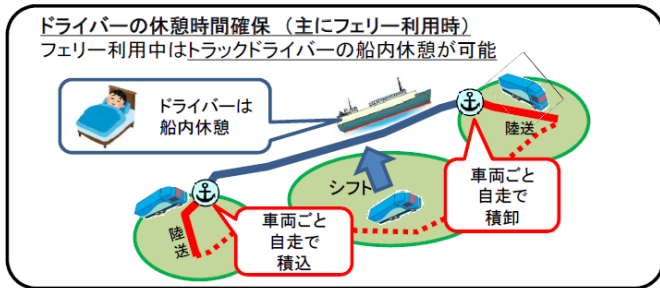 ドライバーの休憩時間確保 (主にフェリー利用時)
フェリー利用中はトラックドライバーの船内休憩が可能
ドライバーは
船内休憩
陸送
シフト
車両ごと
自走で
積卸
陸送
車両ごと
自走で
積込